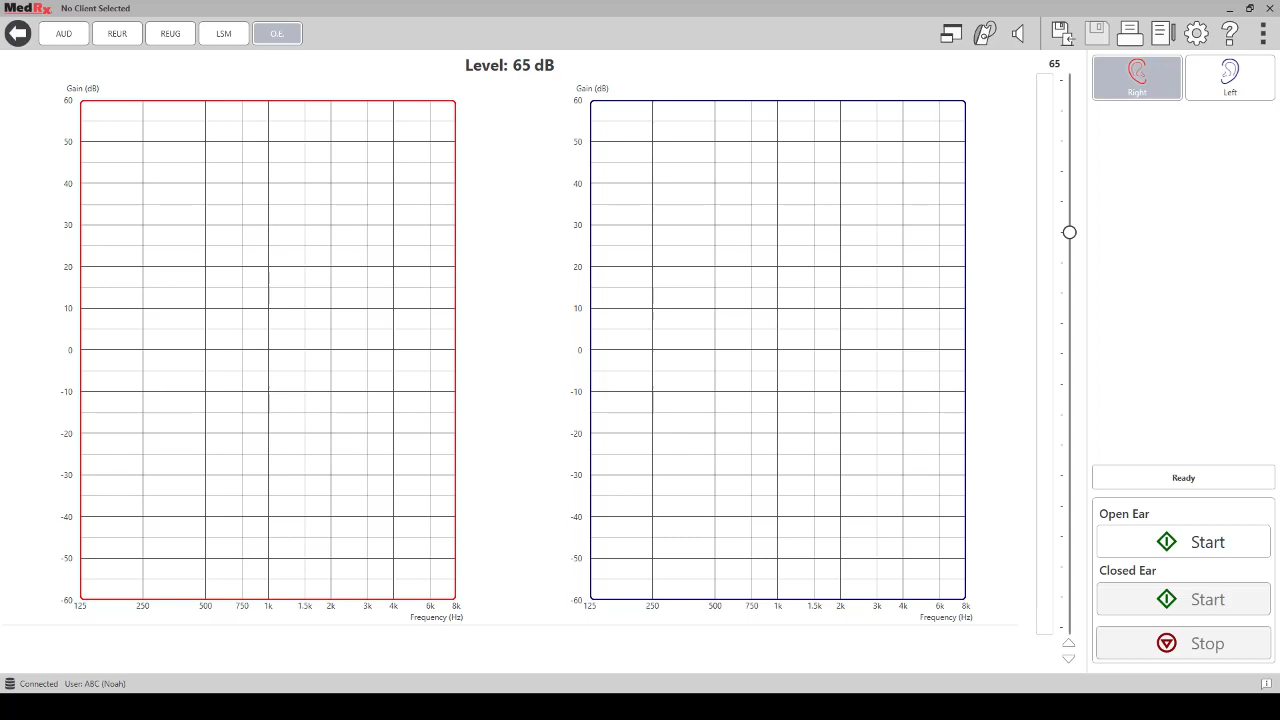 MedRx No Client Selected
AUD REUR REUG LSM O.E.
Level: 65 dB
65
Right Left
Gain (dB)
60
50
40
30
20
10
0
-10
-20
-30
-40
-50
-60
125 250 500 750 1k 1.5k 2k 3k 4k 6k 8k
Frequency (Hz)
Gain (dB)
60
50
40
30
20
10
0
-10
-20
-30
-40
-50
-60
125 250 500 750 1k 1.5k 2k 3k 4k 6k 8k
Frequency (Hz)
Ready
Open Ear
Start
Closed Ear
Start
Stop
Connected User: ABC (Noah)